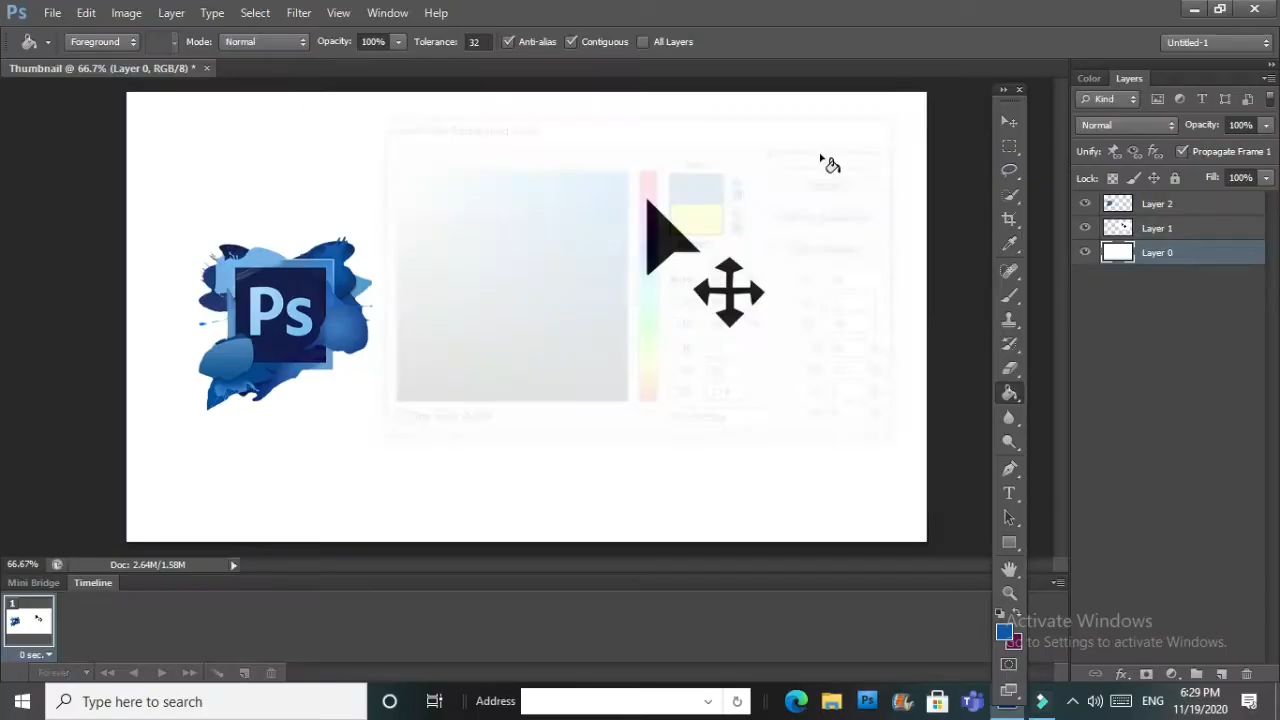 Ps File Edit Image Layer Type Select Filter View Window Help
Foreground Mode: Normal Opacity: 100% Tolerance: 32 Anti-alias Contiguous All Layers Untitled-1
Thumbnail @ 66.7% (Layer 0, RGB/8) * ×
Color Layers
Kind
Normal Opacity: 100%
Unify: Propagate Frame 1
Lock: Fill: 100%
Layer 2
Layer 1
Layer 0
Ps
66.67% Doc: 2.64M/1.58M
Mini Bridge Timeline
1
0 sec.
Forever
Activate Windows
Go to Settings to activate Windows.
Type here to search Address Ps ENG 6:29 PM
11/19/2020